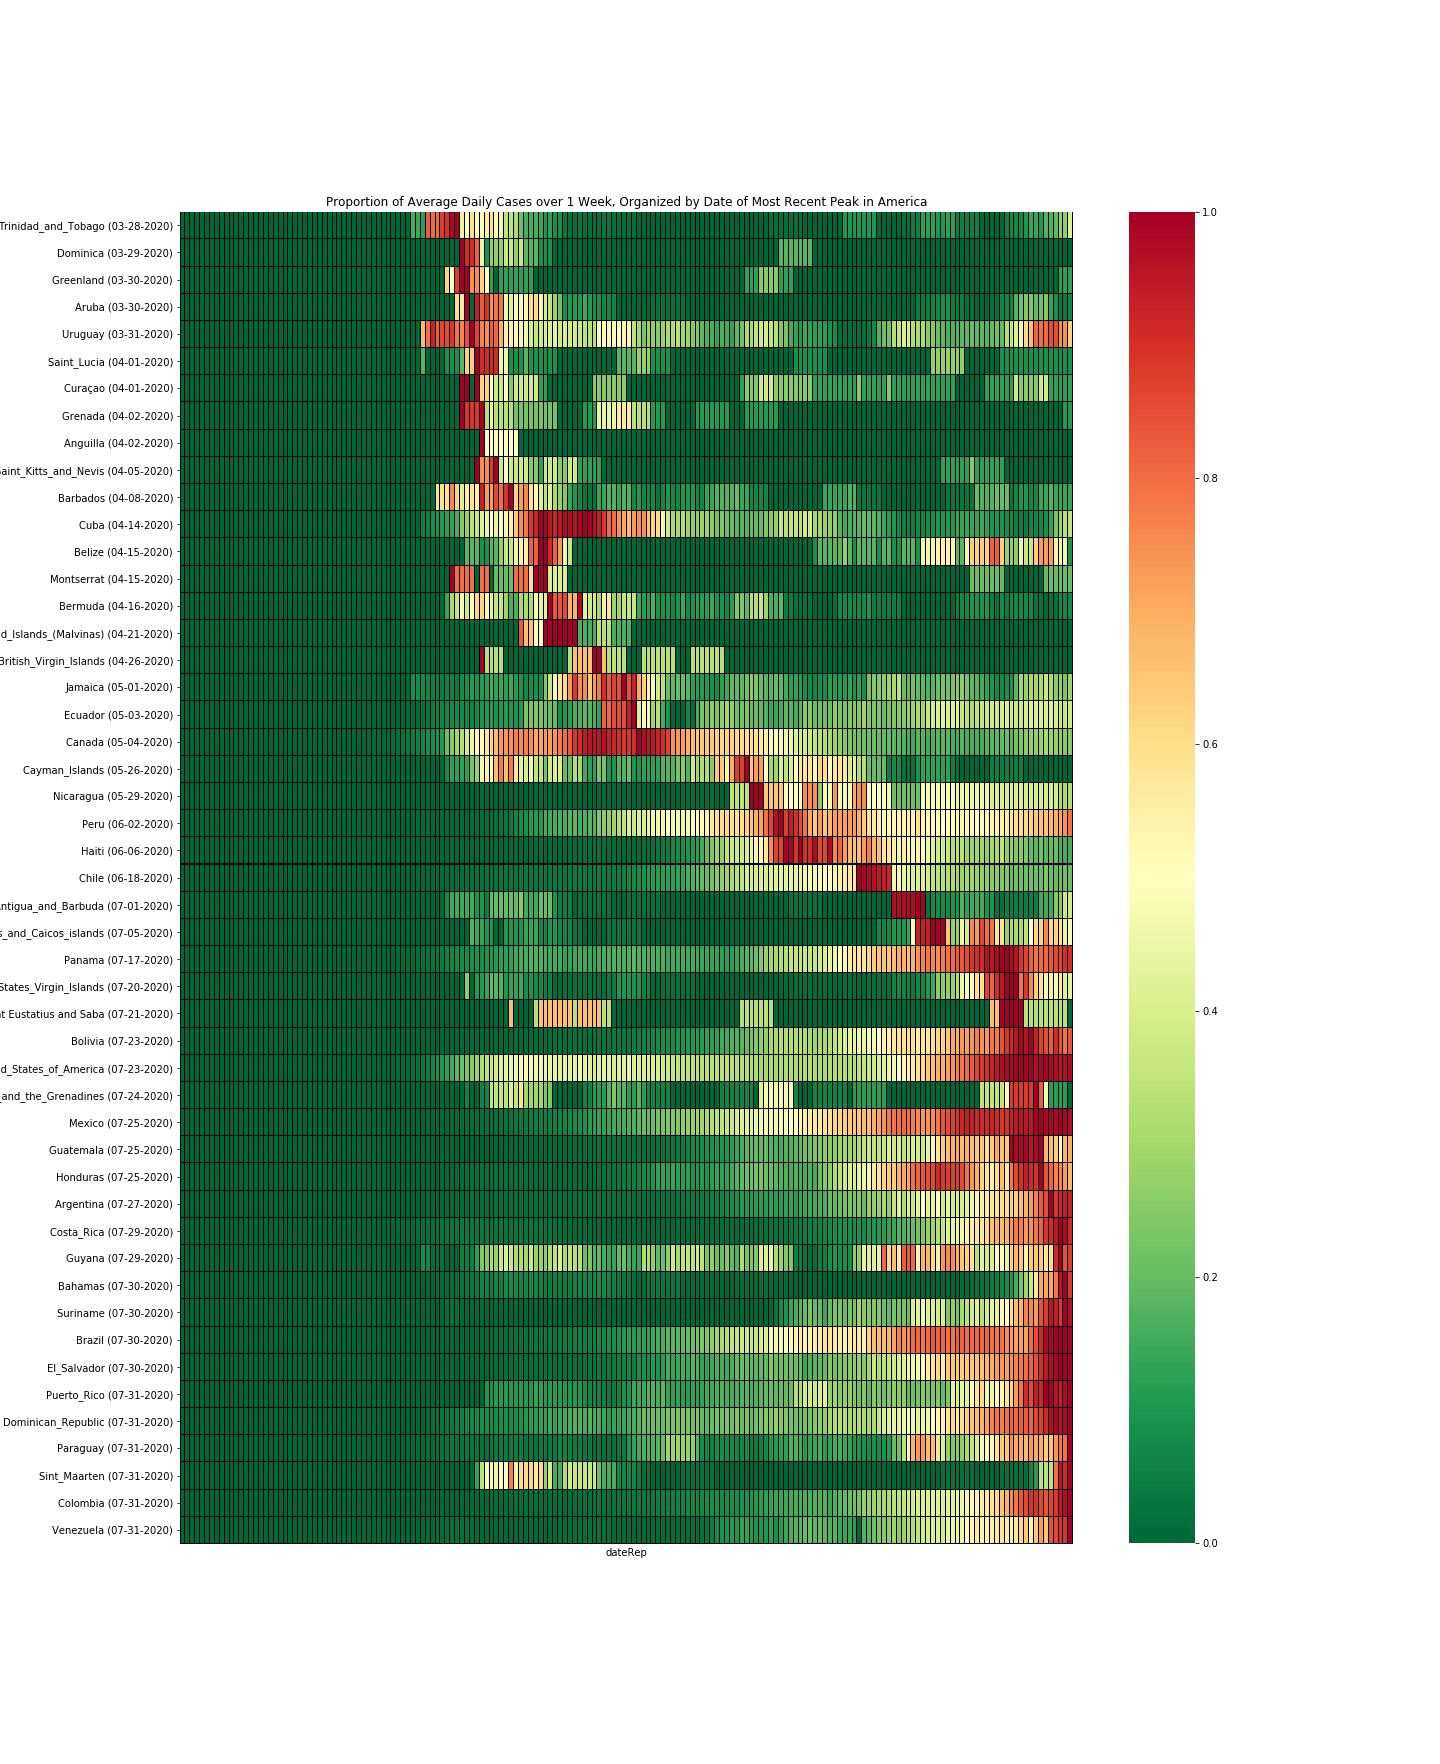 Proportion of Average Daily Cases over 1 Week, Organized by Date of Most Recent Peak in America
Trinidad_and_Tobago (03-28-2020)
Dominica (03-29-2020)
Greenland (03-30-2020)
Aruba (03-30-2020)
Uruguay (03-31-2020)
Saint_Lucia (04-01-2020)
Curaçao (04-01-2020)
Grenada (04-02-2020)
Anguilla (04-02-2020)
Saint_Kitts_and_Nevis (04-05-2020)
Barbados (04-08-2020)
Cuba (04-14-2020)
Belize (04-15-2020)
Montserrat (04-15-2020)
Bermuda (04-16-2020)
d_Islands_(Malvinas) (04-21-2020)
British_Virgin_Islands (04-26-2020)
Jamaica (05-01-2020)
Ecuador (05-03-2020)
Canada (05-04-2020)
Cayman_Islands (05-26-2020)
Nicaragua (05-29-2020)
Peru (06-02-2020)
Haiti (06-06-2020)
Chile (06-18-2020)
Antigua_and_Barbuda (07-01-2020)
s_and_Caicos_islands (07-05-2020)
Panama (07-17-2020)
States_Virgin_Islands (07-20-2020)
t Eustatius and Saba (07-21-2020)
Bolivia (07-23-2020)
d_States_of_America (07-23-2020)
_and_the_Grenadines (07-24-2020)
Mexico (07-25-2020)
Guatemala (07-25-2020)
Honduras (07-25-2020)
Argentina (07-27-2020)
Costa_Rica (07-29-2020)
Guyana (07-29-2020)
Bahamas (07-30-2020)
Suriname (07-30-2020)
Brazil (07-30-2020)
El_Salvador (07-30-2020)
Puerto_Rico (07-31-2020)
Dominican_Republic (07-31-2020)
Paraguay (07-31-2020)
Sint_Maarten (07-31-2020)
Colombia (07-31-2020)
Venezuela (07-31-2020)
dateRep
1.0
0.8
0.6
0.4
0.2
0.0